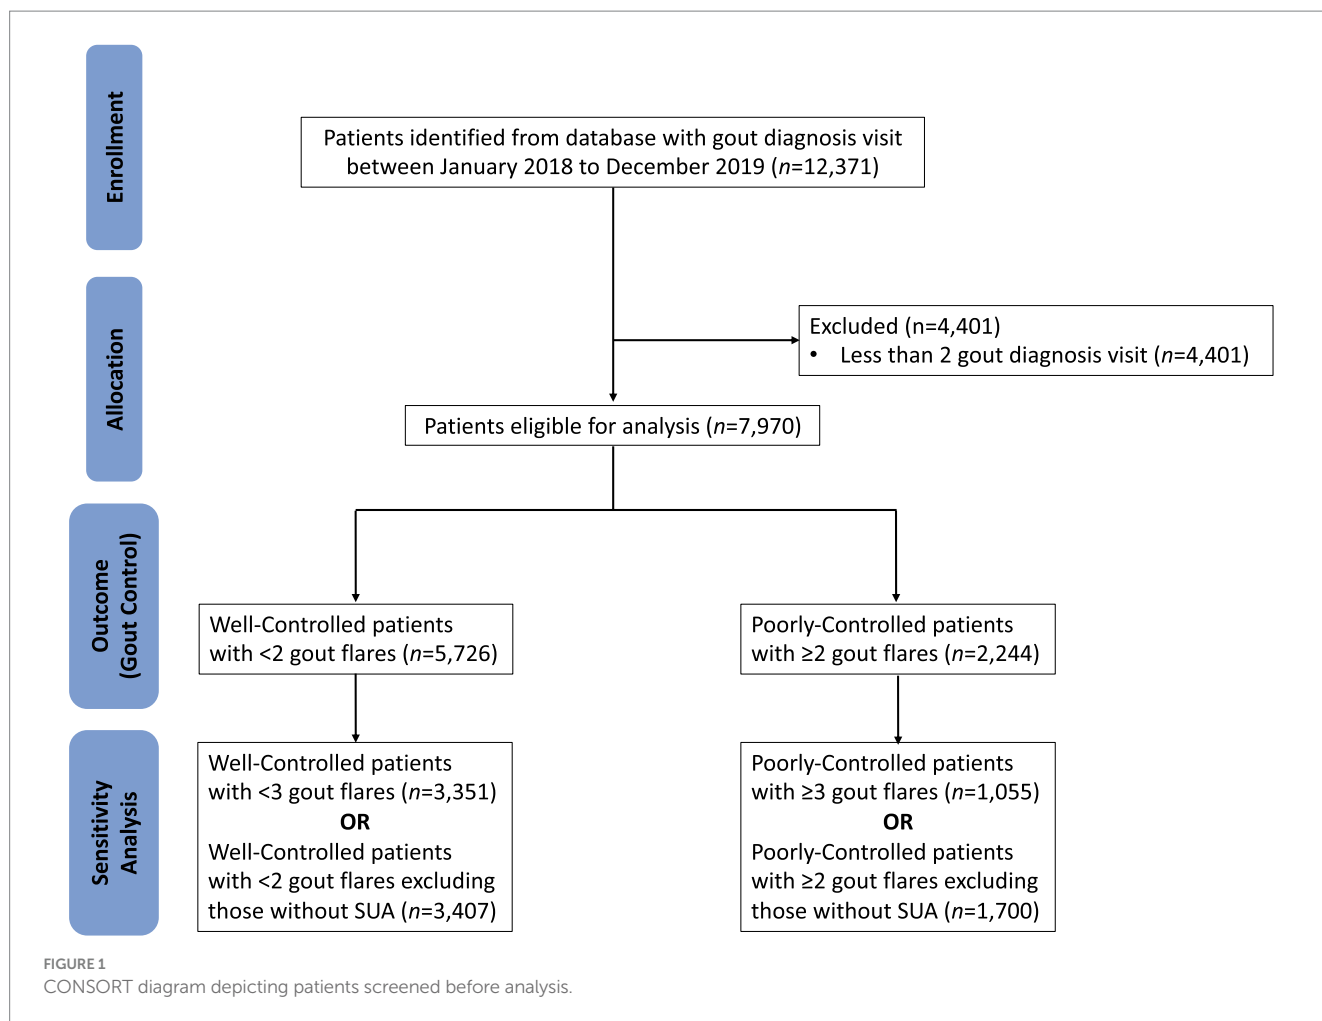 Enrollment
Patients identified from database with gout diagnosis visit
between January 2018 to December 2019 (n=12,371)
Allocation
Excluded (n=4,401)
• Less than 2 gout diagnosis visit (n=4,401)
Patients eligible for analysis (n=7,970)
Outcome
(Gout Control)
Well-Controlled patients
with <2 gout flares (n=5,726)
Poorly-Controlled patients
with ≥2 gout flares (n=2,244)
Sensitivity
Analysis
Well-Controlled patients
with <3 gout flares (n=3,351)
OR
Well-Controlled patients
with <2 gout flares excluding
those without SUA (n=3,407)
Poorly-Controlled patients
with ≥3 gout flares (n=1,055)
OR
Poorly-Controlled patients
with ≥2 gout flares excluding
those without SUA (n=1,700)
FIGURE 1
CONSORT diagram depicting patients screened before analysis.